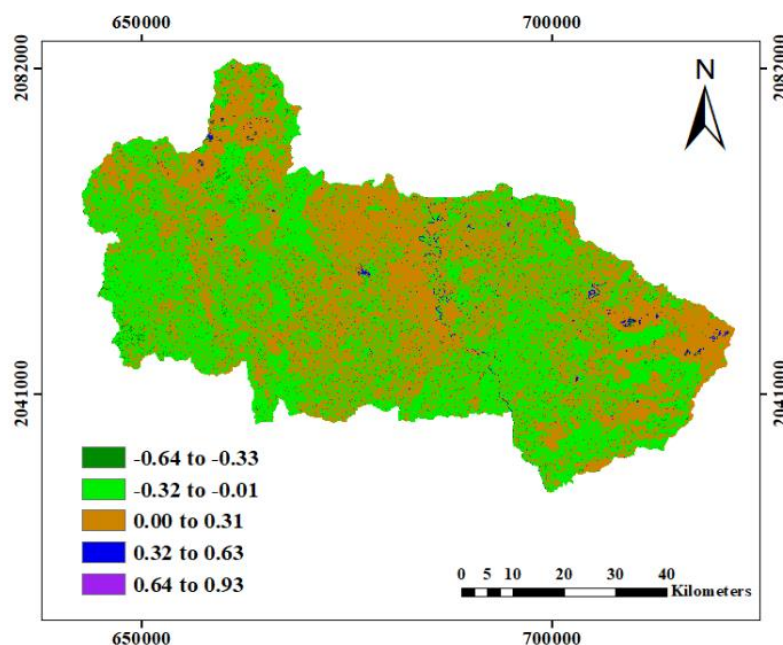 650000 700000
2082000 2082000
N
2041000 2041000
-0.64 to -0.33
-0.32 to -0.01
0.00 to 0.31
0.32 to 0.63
0.64 to 0.93
0 5 10 20 30 40
Kilometers
650000 700000